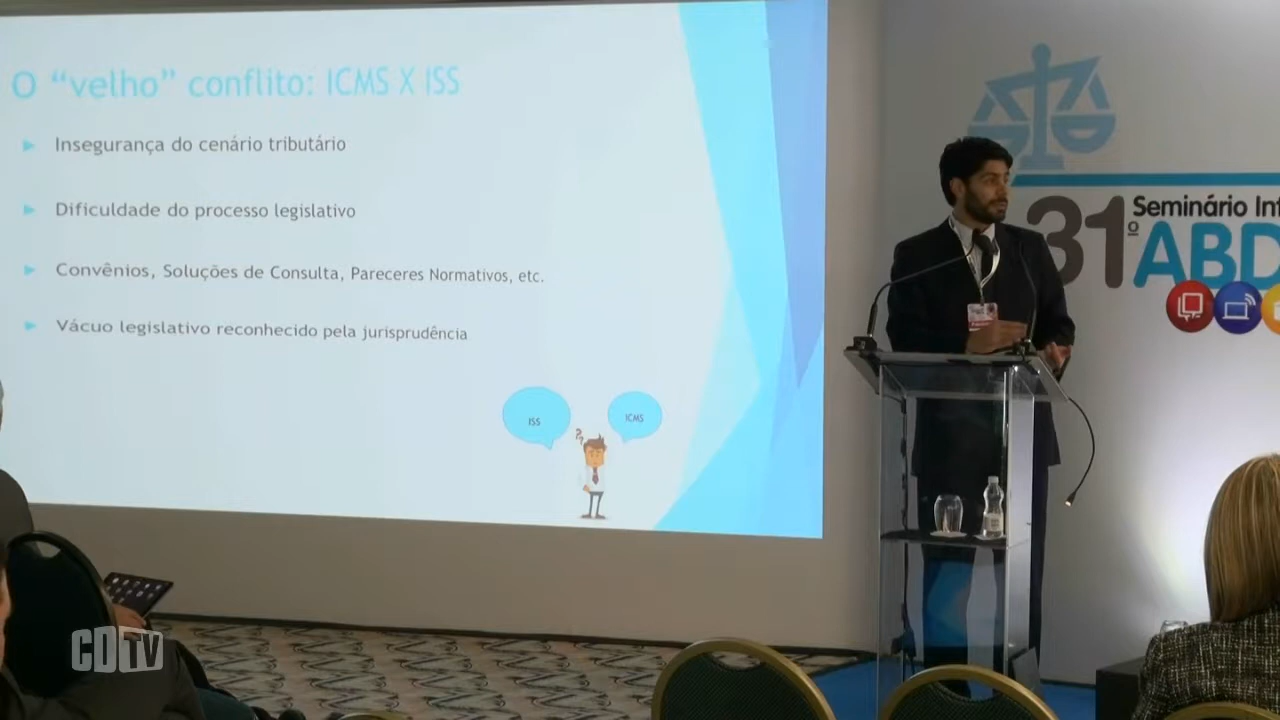 O “velho” conflito: ICMS X ISS
Insegurança do cenário tributário
Dificuldade do processo legislativo
Convênios, Soluções de Consulta, Pareceres Normativos, etc.
Vácuo legislativo reconhecido pela jurisprudência
ISS
ICMS
?
31º
Seminário Int
ABD
CDTV